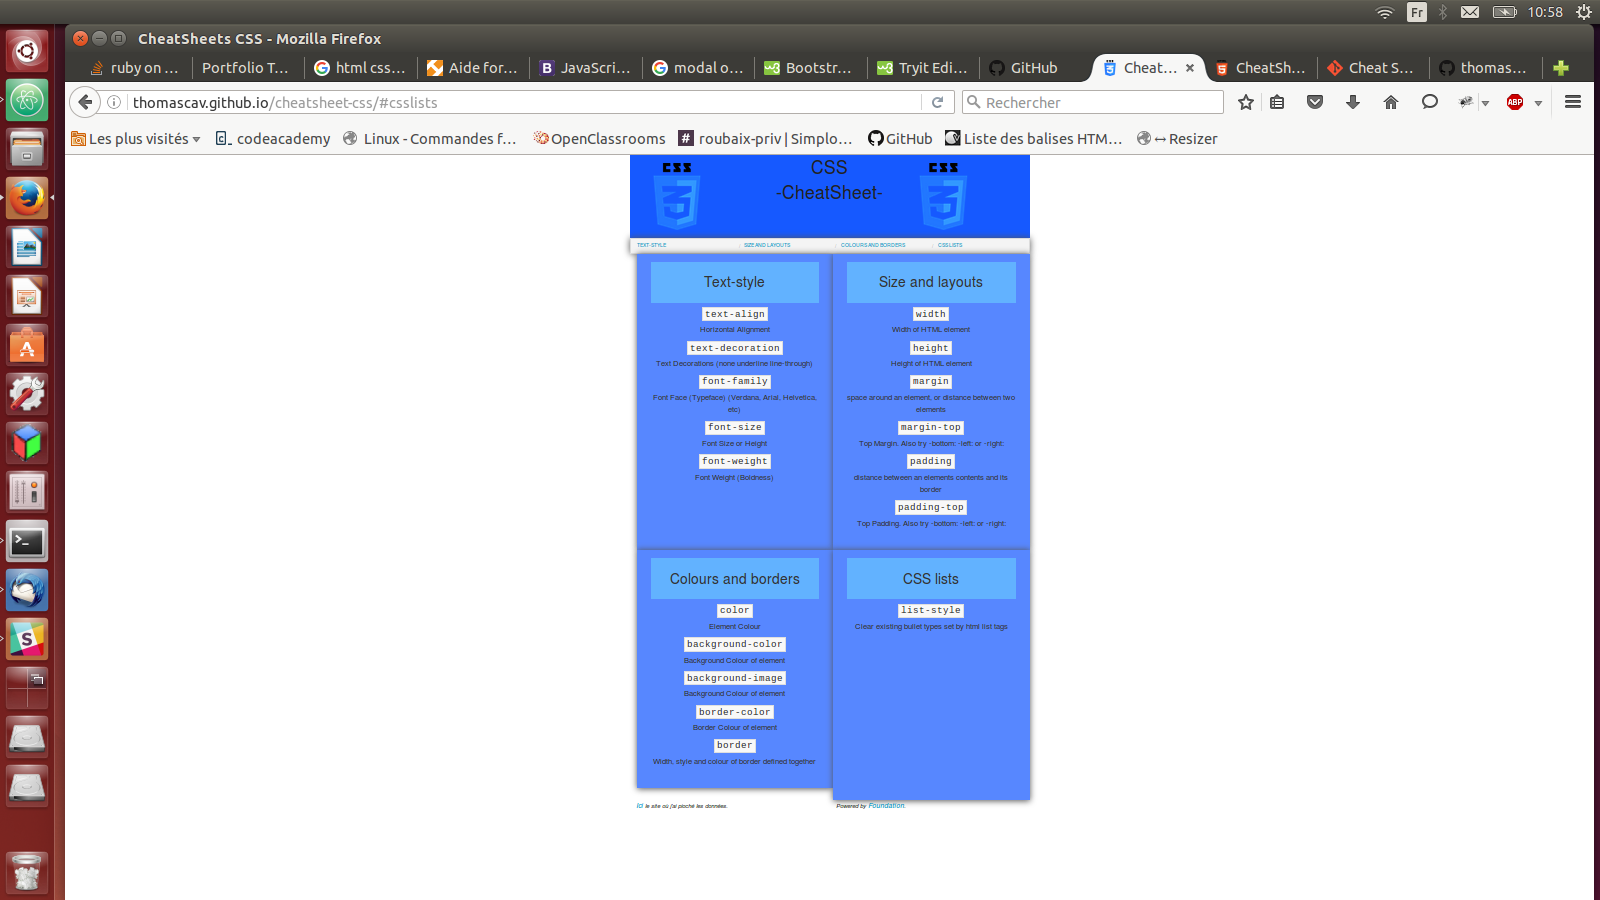 Fr
10:58
CheatSheets CSS - Mozilla Firefox
ruby on ...
Portfolio T...
html css...
Aide for...
JavaScri...
modal o...
Bootstr...
Tryit Edi...
GitHub
Cheat...
CheatSh...
Cheat S...
thomas...
thomascav.github.io/cheatsheet-css/#csslists
Rechercher
ABP
Les plus visités
codeacademy
Linux - Commandes f...
OpenClassrooms
roubaix-priv | Simplo...
GitHub
Liste des balises HTM...
↔ Resizer
CSS
CSS
-CheatSheet-
CSS
TEXT-STYLE
SIZE AND LAYOUTS
COLOURS AND BORDERS
CSS LISTS
Text-style
text-align
Horizontal Alignment
text-decoration
Text Decorations (none underline line-through)
font-family
Font Face (Typeface) (Verdana, Arial, Helvetica,
etc)
font-size
Font Size or Height
font-weight
Font Weight (Boldness)
Size and layouts
width
Width of HTML element
height
Height of HTML element
margin
space around an element, or distance between two
elements
margin-top
Top Margin. Also try -bottom: -left: or -right:
padding
distance between an elements contents and its
border
padding-top
Top Padding. Also try -bottom: -left: or -right:
Colours and borders
color
Element Colour
background-color
Background Colour of element
background-image
Background Colour of element
border-color
Border Colour of element
border
Width, style and colour of border defined together
CSS lists
list-style
Clear existing bullet types set by html list tags
Ici le site où j'ai pioché les données.
Powered by Foundation.